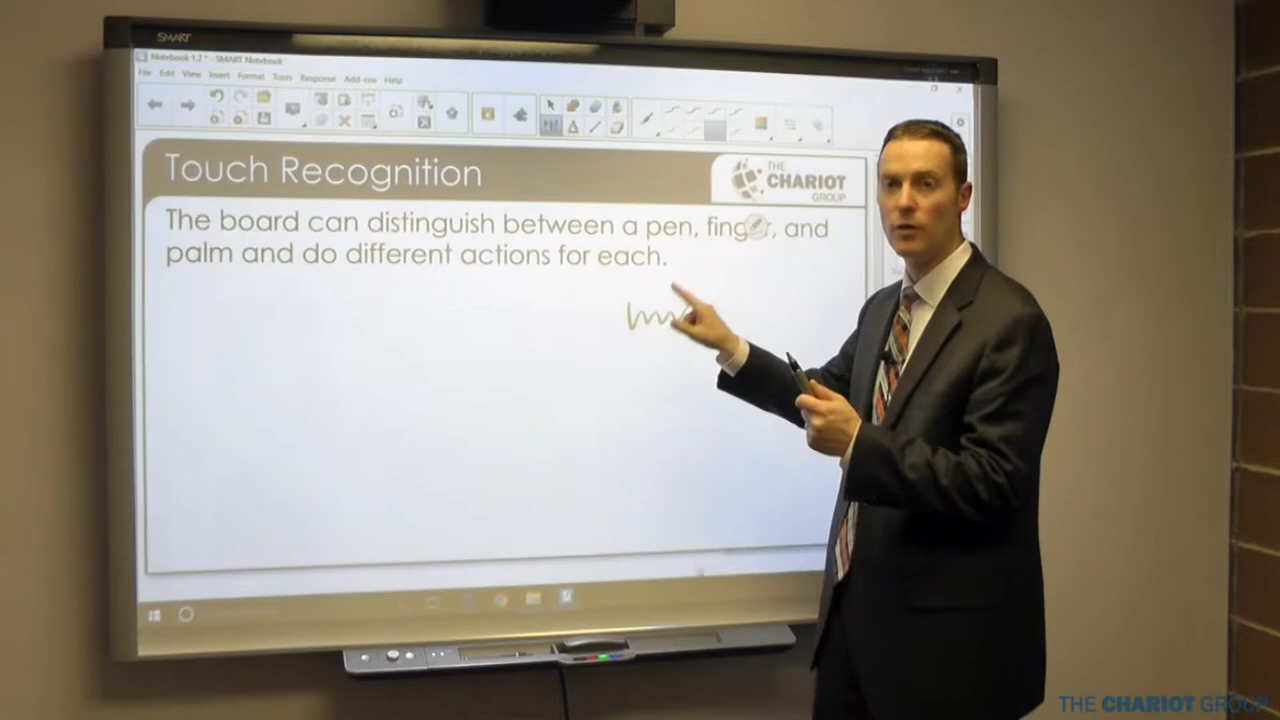 SMART
Notebook 1.2 * - SMART Notebook
File Edit View Insert Format Tools Response Add-ons Help
Touch Recognition
THE
CHARIOT
GROUP
The board can distinguish between a pen, finger, and
palm and do different actions for each.
THE CHARIOT GROUP